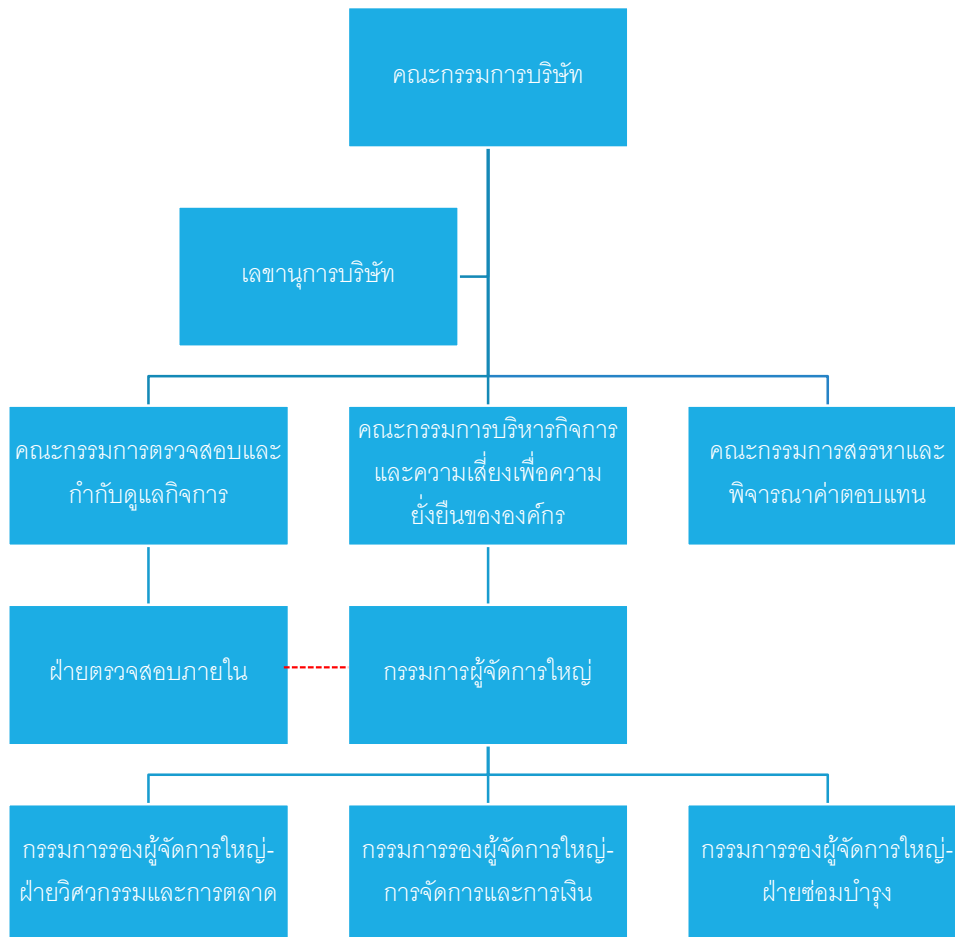 คณะกรรมการบริษัท
เลขานุการบริษัท
คณะกรรมการตรวจสอบและ
กำกับดูแลกิจการ
คณะกรรมการบริหารกิจการ
และความเสี่ยงเพื่อความ
ยั่งยืนขององค์กร
คณะกรรมการสรรหาและ
พิจารณาค่าตอบแทน
ฝ่ายตรวจสอบภายใน
กรรมการผู้จัดการใหญ่
กรรมการรองผู้จัดการใหญ่-
ฝ่ายวิศวกรรมและการตลาด
กรรมการรองผู้จัดการใหญ่-
การจัดการและการเงิน
กรรมการรองผู้จัดการใหญ่-
ฝ่ายซ่อมบำรุง